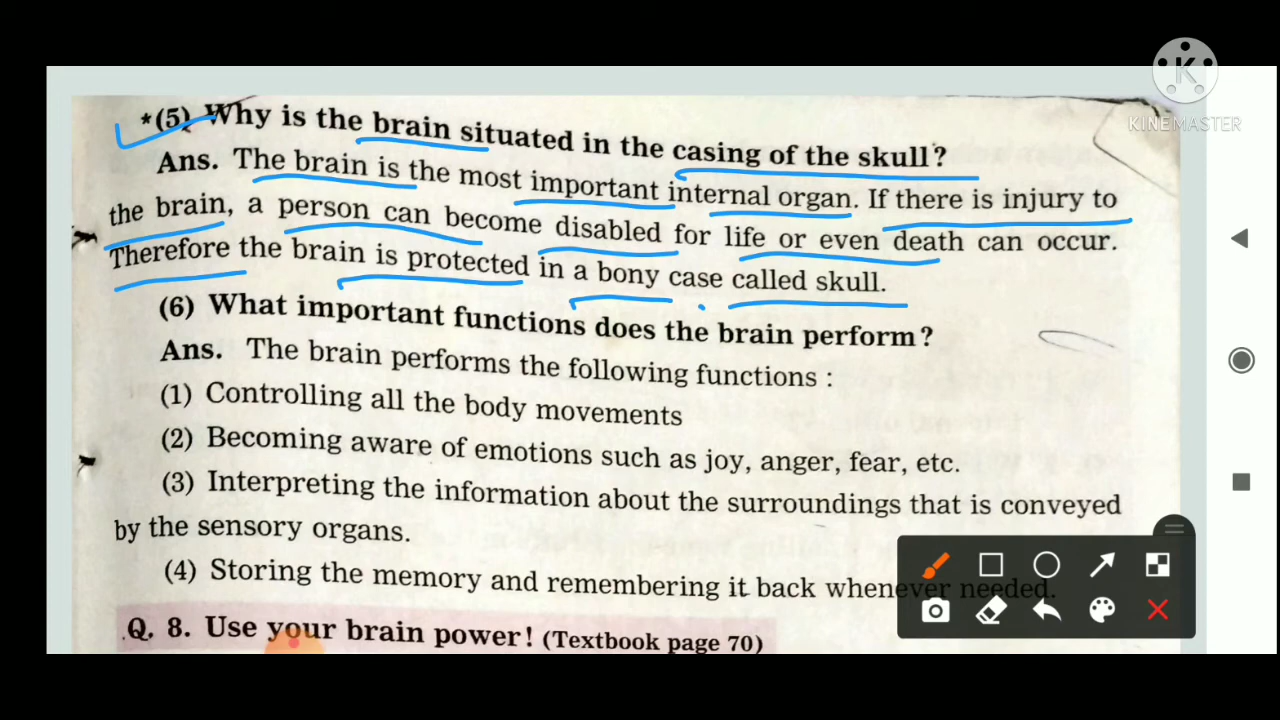 KINEMASTER
*(5) Why is the brain situated in the casing of the skull?
Ans. The brain is the most important internal organ. If there is injury to
the brain, a person can become disabled for life or even death can occur.
Therefore the brain is protected in a bony case called skull.
(6) What important functions does the brain perform?
Ans. The brain performs the following functions :
(1) Controlling all the body movements
(2) Becoming aware of emotions such as joy, anger, fear, etc.
(3) Interpreting the information about the surroundings that is conveyed
by the sensory organs.
(4) Storing the memory and remembering it back whenever needed.
Q. 8. Use your brain power! (Textbook page 70)